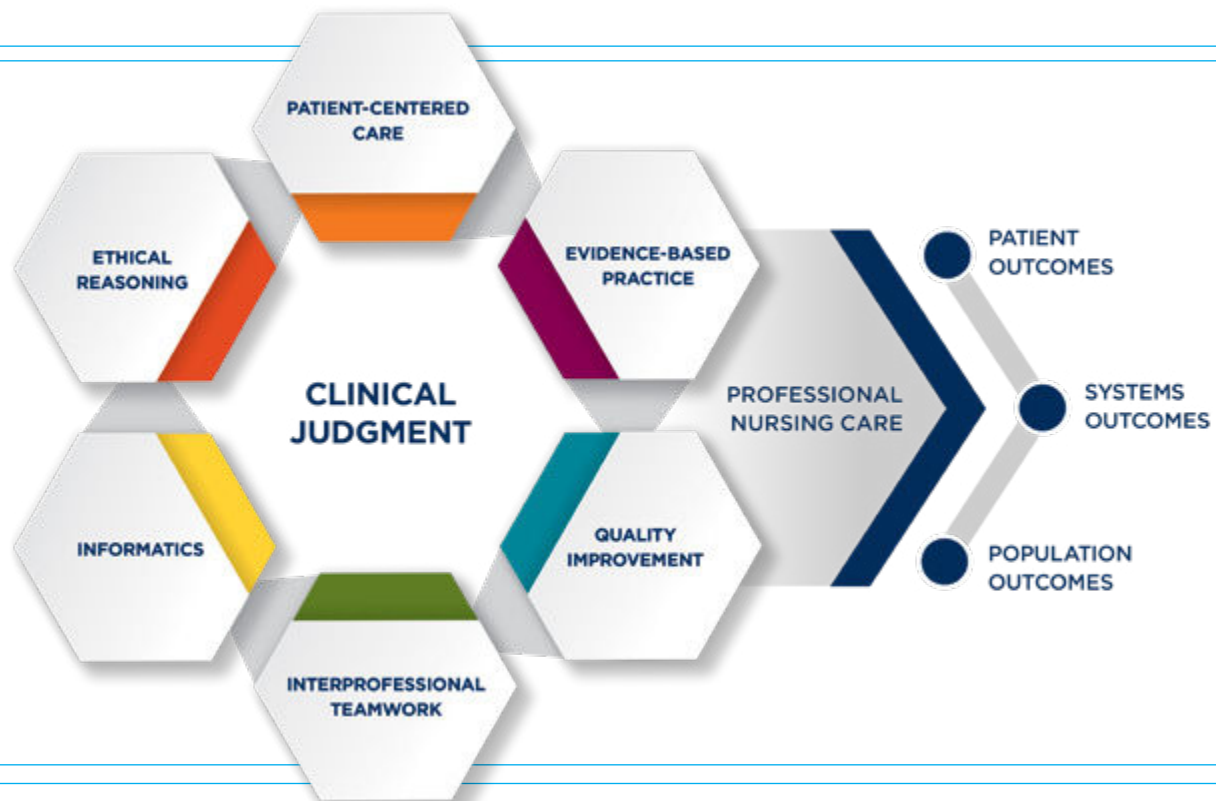 PATIENT-CENTERED
CARE
EVIDENCE-BASED
PRACTICE
QUALITY
IMPROVEMENT
INTERPROFESSIONAL
TEAMWORK
INFORMATICS
ETHICAL
REASONING
CLINICAL
JUDGMENT
PROFESSIONAL
NURSING CARE
PATIENT
OUTCOMES
SYSTEMS
OUTCOMES
POPULATION
OUTCOMES